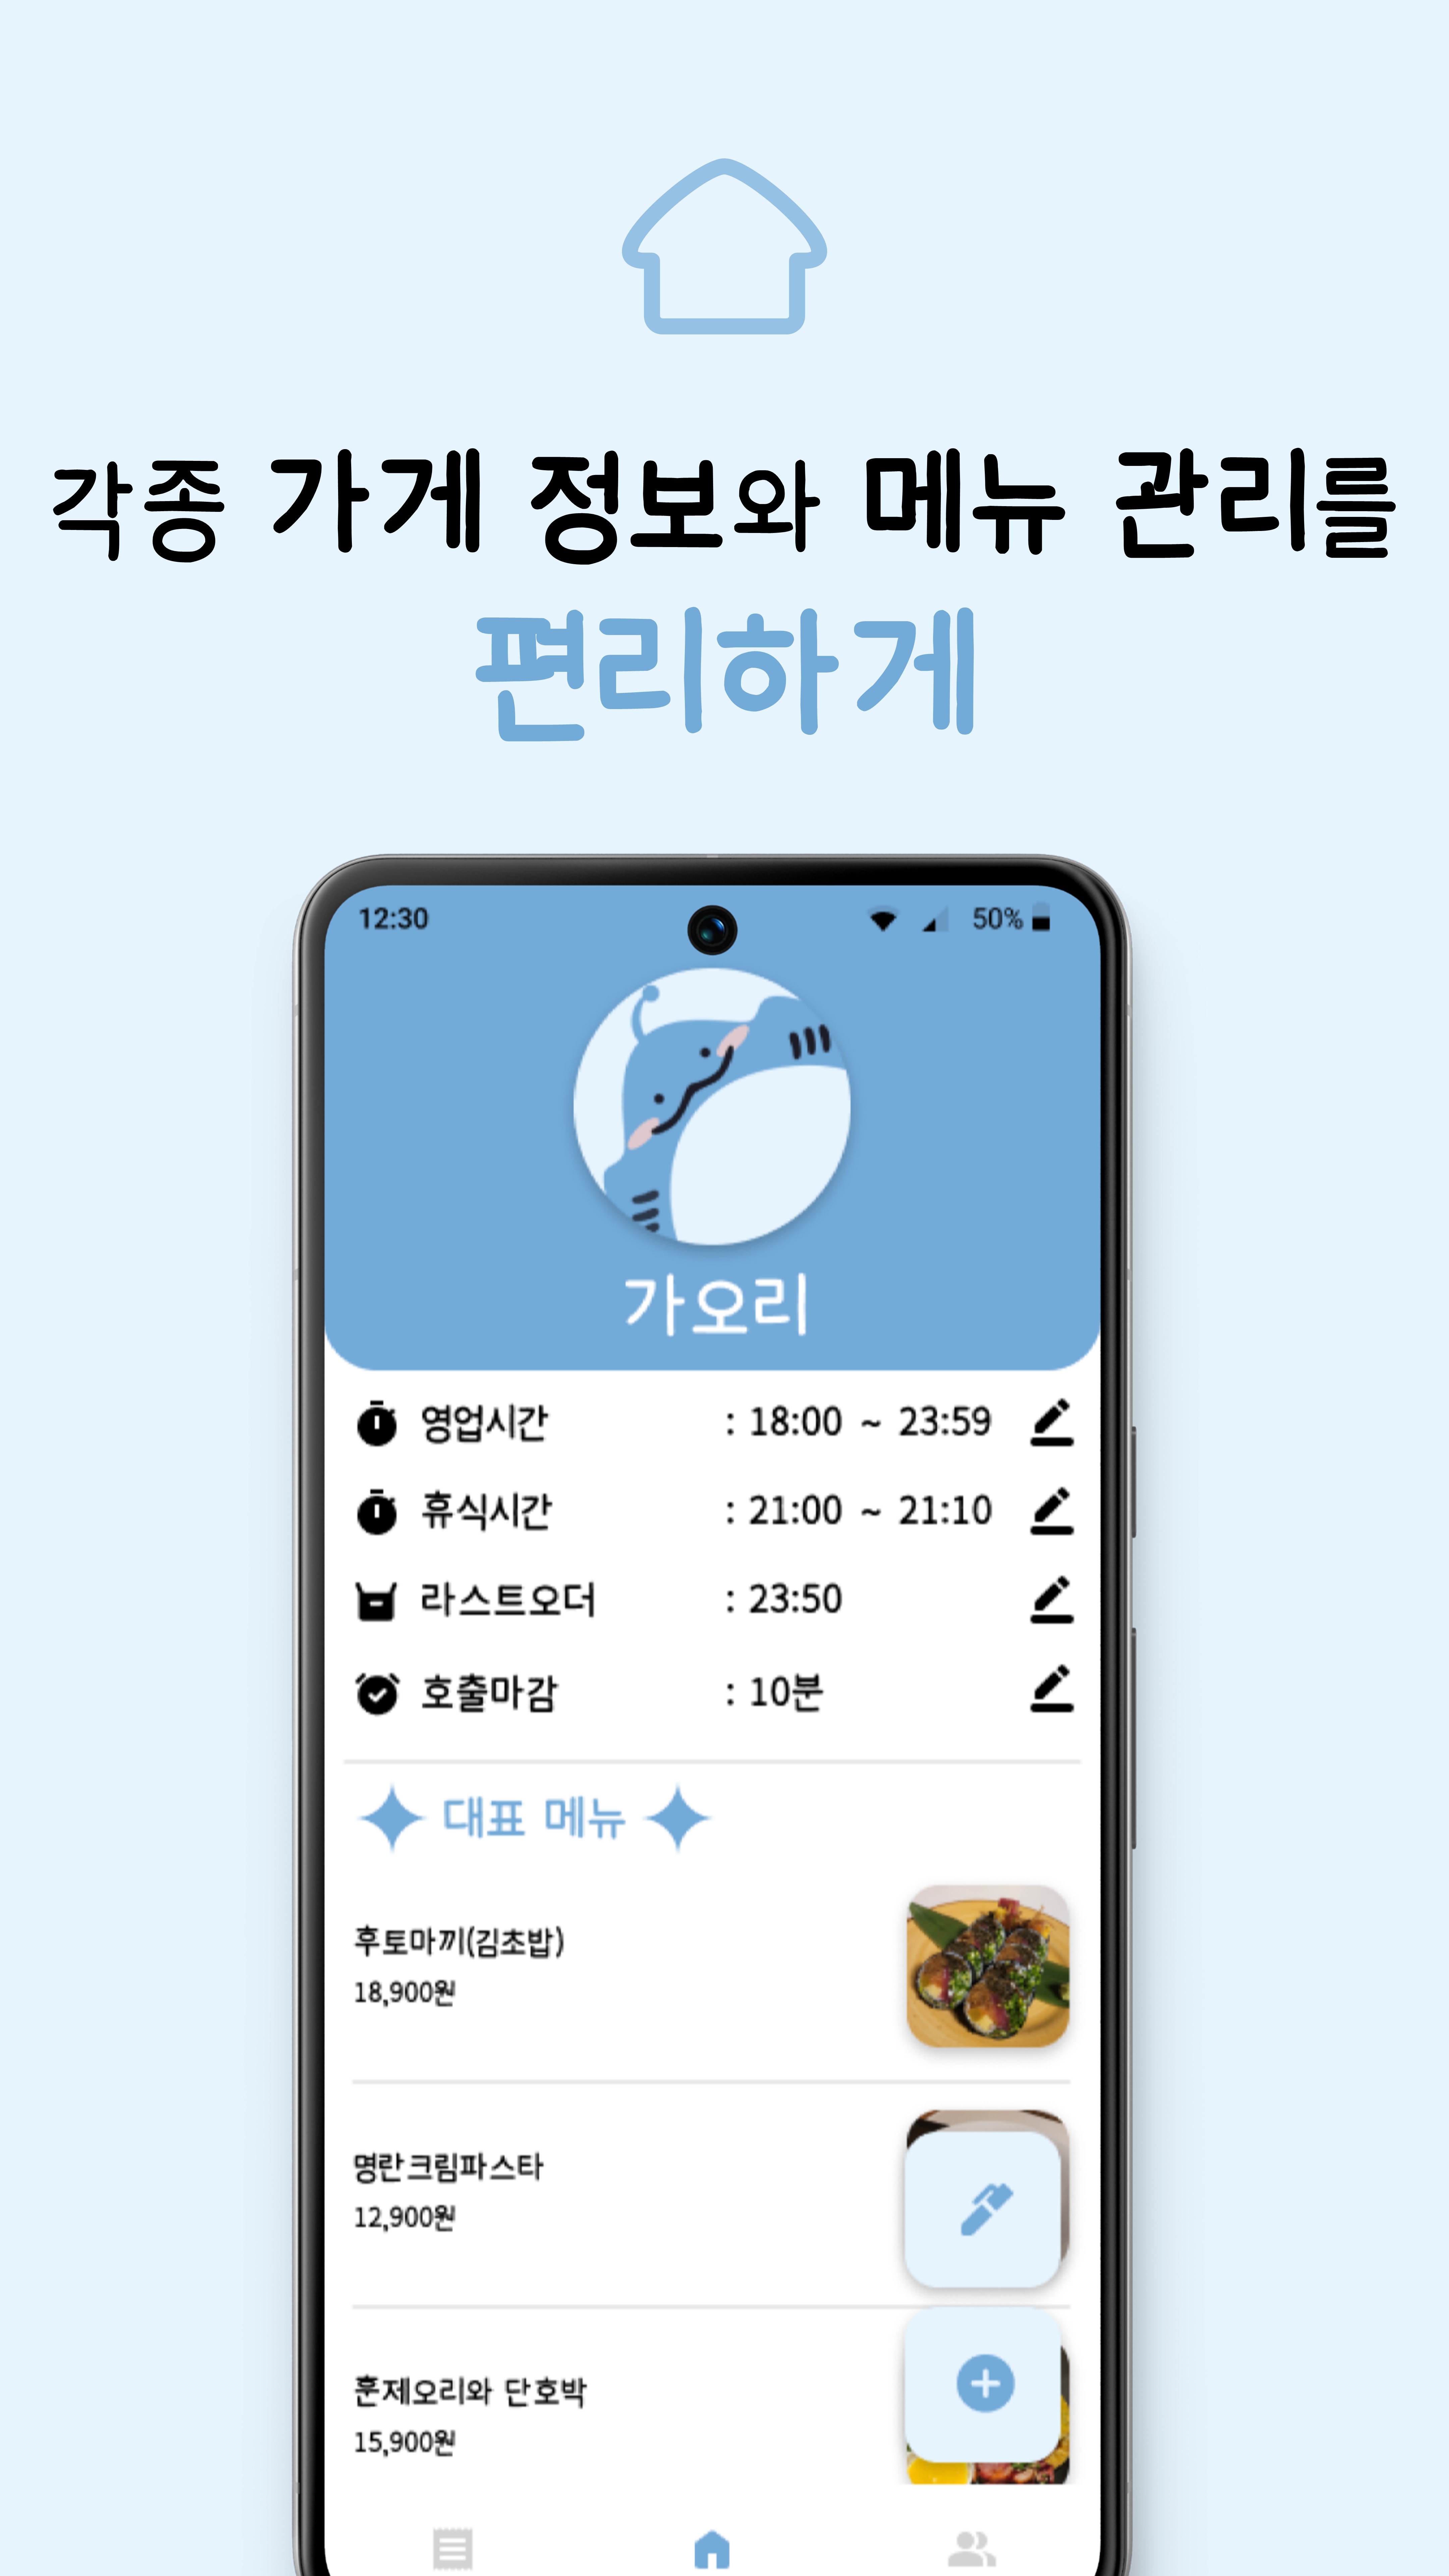 각종 가게 정보와 메뉴 관리를
편리하게
12:30 50%
가오리
영업시간 : 18:00 ~ 23:59
휴식시간 : 21:00 ~ 21:10
라스트오더 : 23:50
호출마감 : 10분
대표 메뉴
후토마끼(김초밥)
18,900원
명란크림파스타
12,900원
훈제오리와 단호박
15,900원